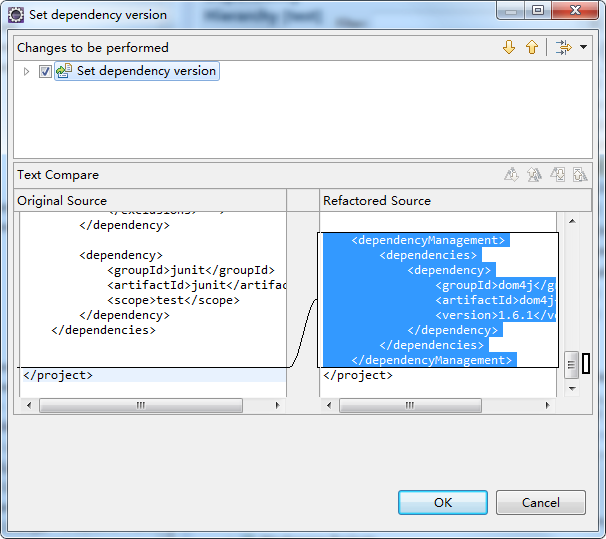 Set dependency version
Changes to be performed
Set dependency version
Text Compare
Original Source
Refactored Source
</dependency>
<dependency>
<groupId>junit</groupId>
<artifactId>junit</artifac
<scope>test</scope>
</dependency>
</dependencies>
</project>
<dependencyManagement>
<dependencies>
<dependency>
<groupId>dom4j</g
<artifactId>dom4j
<version>1.6.1</v
</dependency>
</dependencies>
</dependencyManagement>
</project>
OK
Cancel